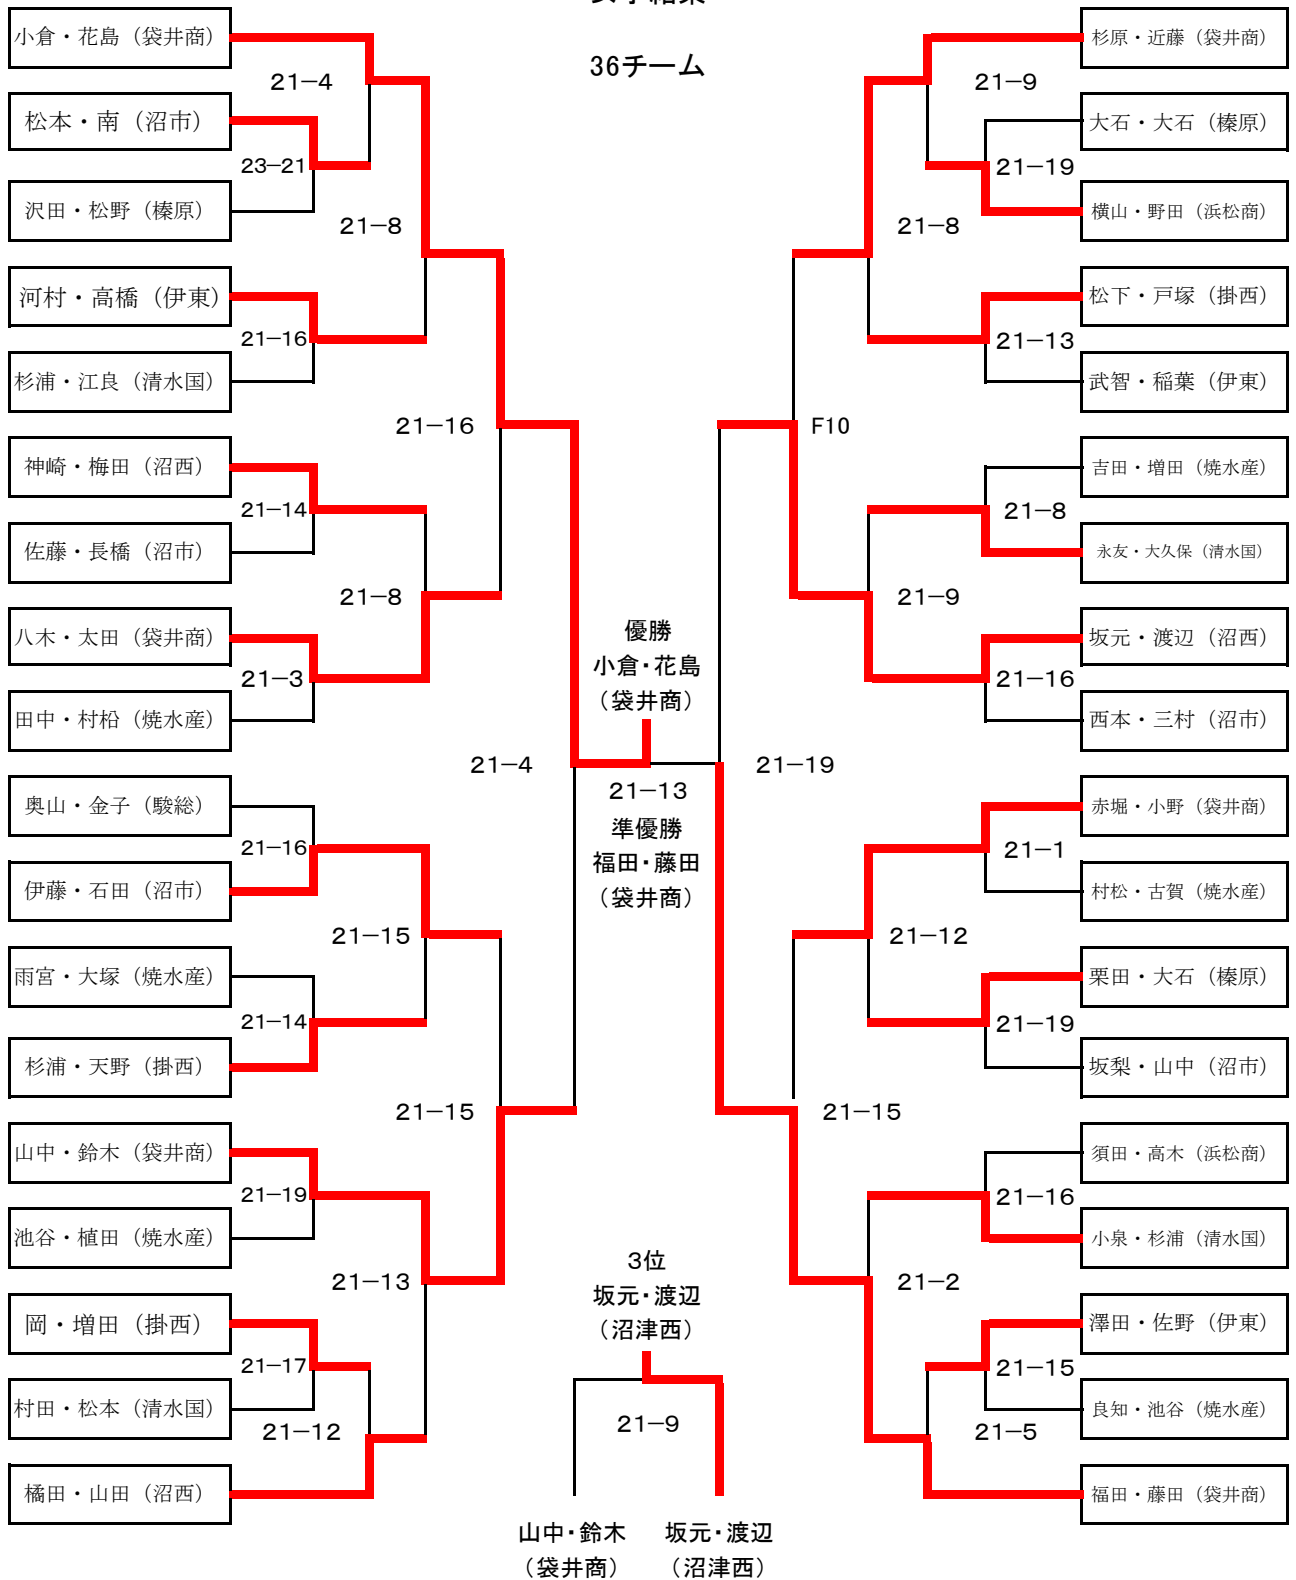 36チーム
小倉・花島（袋井商）
21－4
松本・南（沼市）
23－21
沢田・松野（榛原）
21－8
河村・高橋（伊東）
21－16
杉浦・江良（清水国）
21－16
神崎・梅田（沼西）
21－14
佐藤・長橋（沼市）
21－8
八木・太田（袋井商）
21－3
田中・村松（焼水産）
21－4
奥山・金子（駿総）
21－16
伊藤・石田（沼市）
21－15
雨宮・大塚（焼水産）
21－14
杉浦・天野（掛西）
21－15
山中・鈴木（袋井商）
21－19
池谷・植田（焼水産）
21－13
岡・増田（掛西）
21－17
村田・松本（清水国）
21－12
橘田・山田（沼西）
優勝
小倉・花島
（袋井商）
21－13
準優勝
福田・藤田
（袋井商）
3位
坂元・渡辺
（沼津西）
21－9
山中・鈴木
（袋井商）
坂元・渡辺
（沼津西）
杉原・近藤（袋井商）
21－9
大石・大石（榛原）
21－19
横山・野田（浜松商）
21－8
松下・戸塚（掛西）
21－13
武智・稲葉（伊東）
F10
吉田・増田（焼水産）
21－8
永友・大久保（清水国）
21－9
坂元・渡辺（沼西）
21－16
西本・三村（沼市）
21－19
赤堀・小野（袋井商）
21－1
村松・古賀（焼水産）
21－12
栗田・大石（榛原）
21－19
坂梨・山中（沼市）
21－15
須田・高木（浜松商）
21－16
小泉・杉浦（清水国）
21－2
澤田・佐野（伊東）
21－15
良知・池谷（焼水産）
21－5
福田・藤田（袋井商）